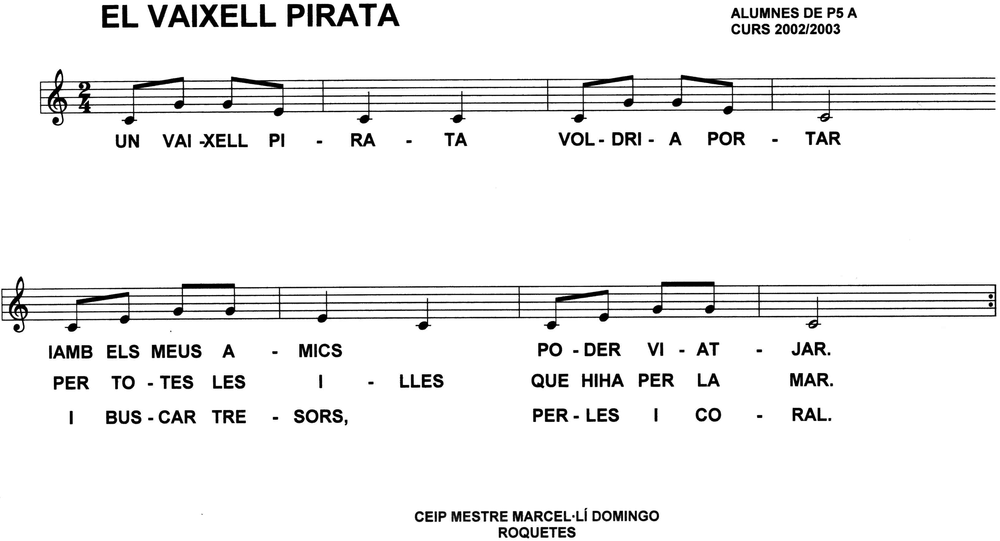 EL VAIXELL PIRATA
ALUMNES DE P5 A
CURS 2002/2003
2
4
UN VAI -XELL PI - RA - TA VOL - DRI - A POR - TAR
IAMB ELS MEUS A - MICS PO - DER VI - AT - JAR.
PER TO - TES LES I - LLES QUE HIHA PER LA MAR.
I BUS - CAR TRE - SORS, PER - LES I CO - RAL.
CEIP MESTRE MARCEL·LÍ DOMINGO
ROQUETES